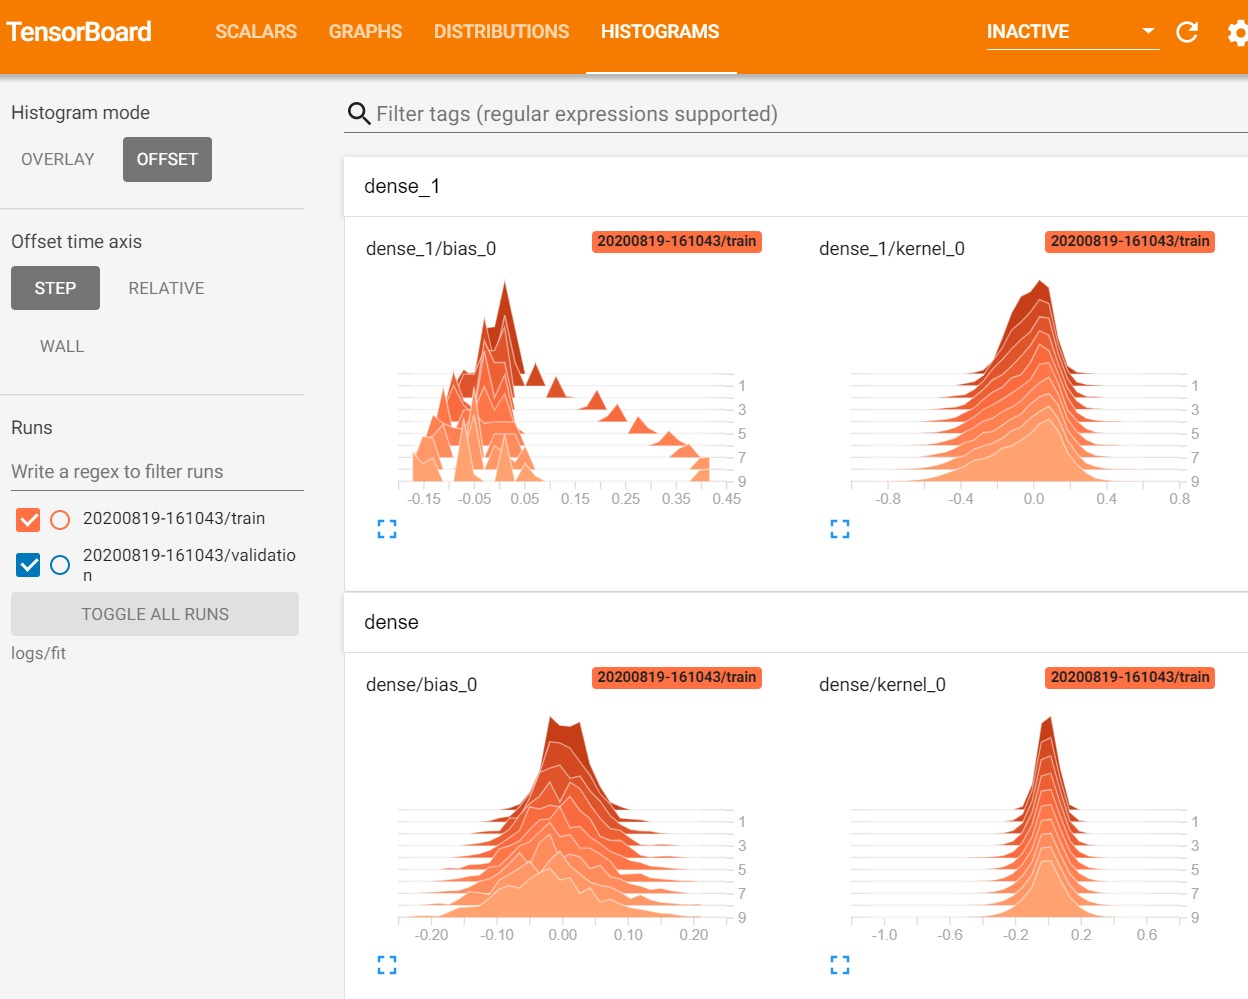 TensorBoard
SCALARS
GRAPHS
DISTRIBUTIONS
HISTOGRAMS
INACTIVE
Histogram mode
OVERLAY
OFFSET
Offset time axis
STEP
RELATIVE
WALL
Runs
Write a regex to filter runs
20200819-161043/train
20200819-161043/validatio
n
TOGGLE ALL RUNS
logs/fit
Filter tags (regular expressions supported)
dense_1
dense_1/bias_0
20200819-161043/train
1
3
5
7
9
-0.15 -0.05 0.05 0.15 0.25 0.35 0.45
dense_1/kernel_0
20200819-161043/train
1
3
5
7
9
-0.8 -0.4 0.0 0.4 0.8
dense
dense/bias_0
20200819-161043/train
1
3
5
7
9
-0.20 -0.10 0.00 0.10 0.20
dense/kernel_0
20200819-161043/train
1
3
5
7
9
-1.0 -0.6 -0.2 0.2 0.6